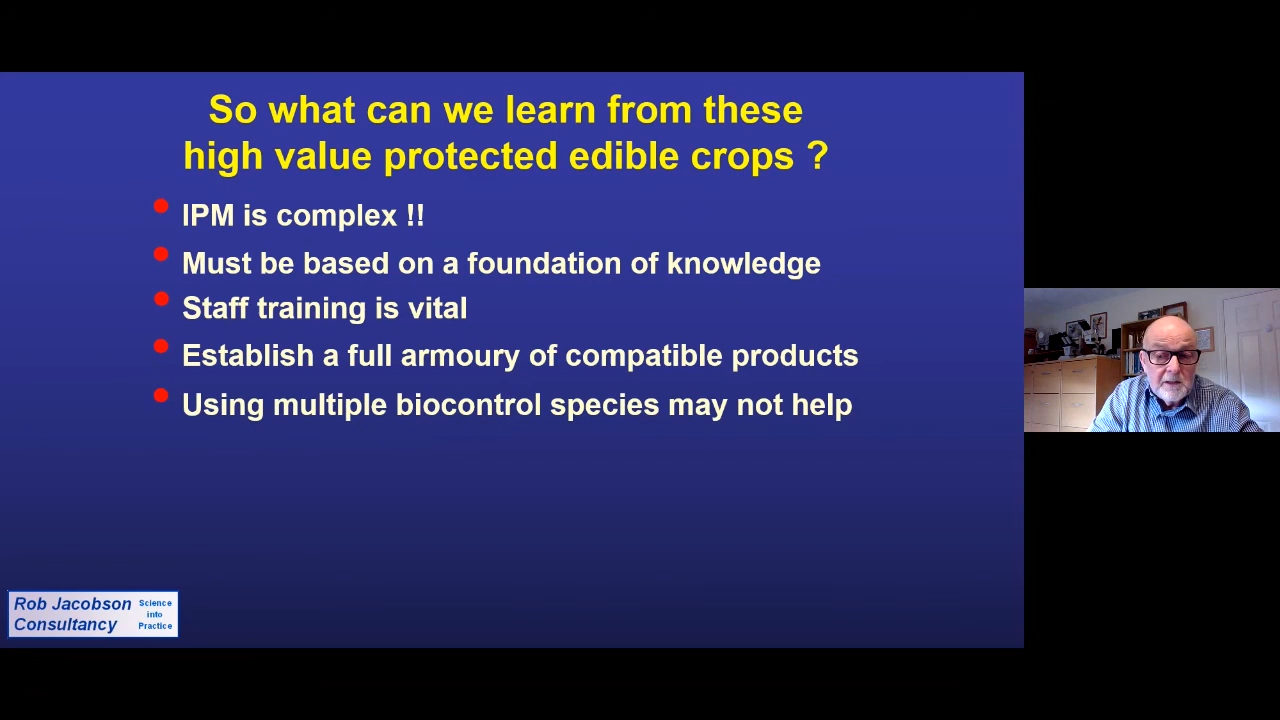 So what can we learn from these
high value protected edible crops ?
• IPM is complex !!
• Must be based on a foundation of knowledge
• Staff training is vital
• Establish a full armoury of compatible products
• Using multiple biocontrol species may not help
Rob Jacobson
Consultancy
Science
into
Practice